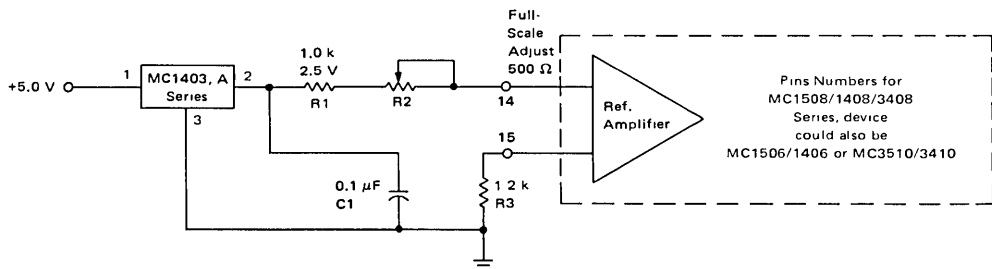 Full-
Scale
Adjust
500 Ω
1.0 k
2.5 V
R1
R2
14
+5.0 V
1
MC1403, A
Series
2
3
Ref.
Amplifier
Pins Numbers for
MC1508/1408/3408
Series, device
could also be
MC1506/1406 or MC3510/3410
15
0.1 μF
C1
1 2 k
R3